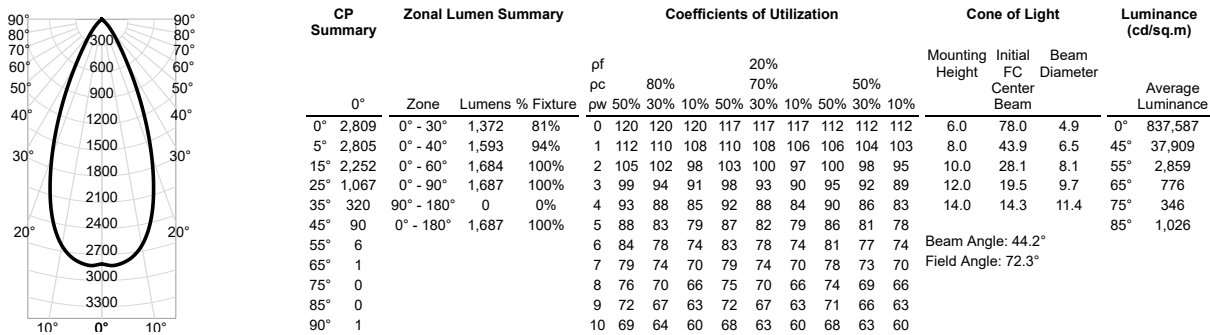 90° 90°
80° 300 80°
70° 70°
60° 600 60°
50° 900 50°
40° 1200 40°
1500
30° 1800 30°
2100
20° 2400 20°
2700
3000
3300
10° 0° 10°
CP Summary
0°
0° 2,809
5° 2,805
15° 2,252
25° 1,067
35° 320
45° 90
55° 6
65° 1
75° 0
85° 0
90° 1
Zonal Lumen Summary
Zone Lumens % Fixture
0° - 30° 1,372 81%
0° - 40° 1,593 94%
0° - 60° 1,684 100%
0° - 90° 1,687 100%
90° - 180° 0 0%
0° - 180° 1,687 100%
Coefficients of Utilization
ρf 20%
ρc 80% 70% 50%
ρw 50% 30% 10% 50% 30% 10% 50% 30% 10%
0 120 120 120 117 117 117 112 112 112
1 112 110 108 110 108 106 106 104 103
2 105 102 98 103 100 97 100 98 95
3 99 94 91 98 93 90 95 92 89
4 93 88 85 92 88 84 90 86 83
5 88 83 79 87 82 79 86 81 78
6 84 78 74 83 78 74 81 77 74
7 79 74 70 79 74 70 78 73 70
8 76 70 66 75 70 66 74 69 66
9 72 67 63 72 67 63 71 66 63
10 69 64 60 68 63 60 68 63 60
Cone of Light
Mounting Height Initial FC Center Beam Beam Diameter
6.0 78.0 4.9
8.0 43.9 6.5
10.0 28.1 8.1
12.0 19.5 9.7
14.0 14.3 11.4
Beam Angle: 44.2°
Field Angle: 72.3°
Luminance
(cd/sq.m)
Average
Luminance
0° 837,587
45° 37,909
55° 2,859
65° 776
75° 346
85° 1,026